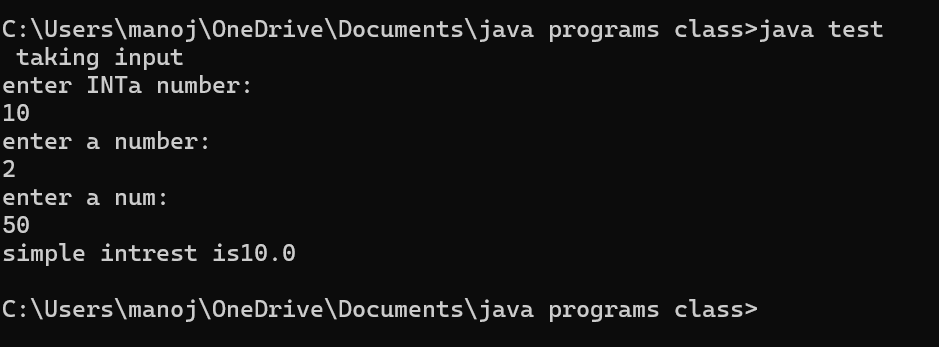 C:\Users\manoj\OneDrive\Documents\java programs class>java test
 taking input
enter INTa number:
10
enter a number:
2
enter a num:
50
simple intrest is10.0
C:\Users\manoj\OneDrive\Documents\java programs class>